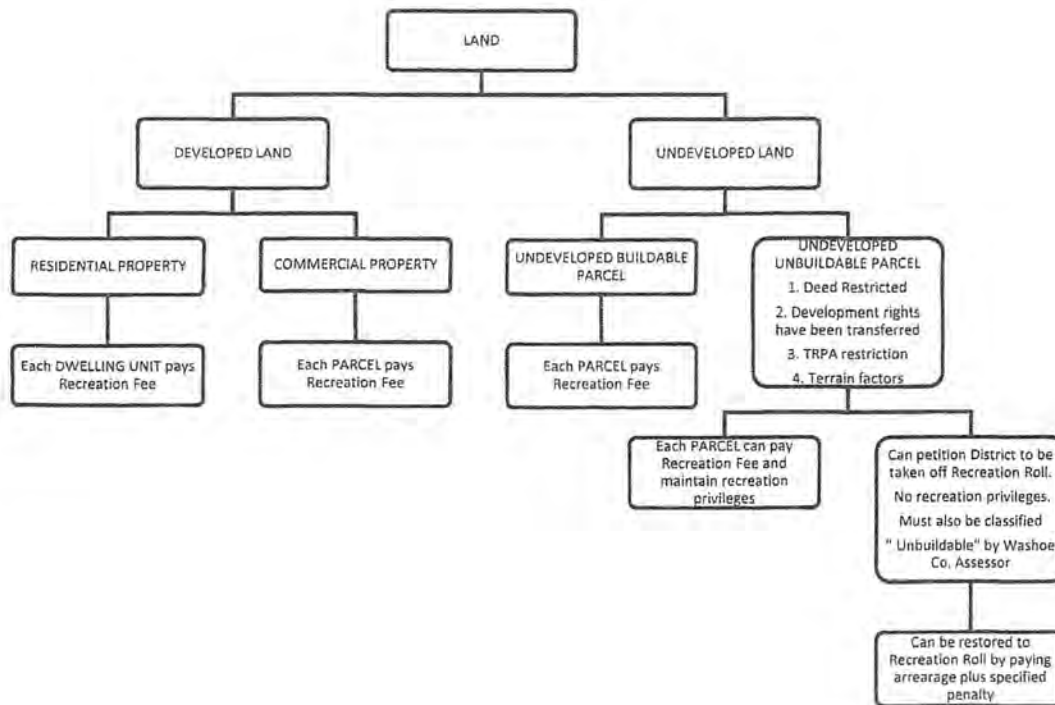 LAND
DEVELOPED LAND
UNDEVELOPED LAND
RESIDENTIAL PROPERTY
COMMERCIAL PROPERTY
UNDEVELOPED BUILDABLE
PARCEL
UNDEVELOPED
UNBUILDABLE PARCEL
1. Deed Restricted
2. Development rights
have been transferred
3. TRPA restriction
4. Terrain factors
Each DWELLING UNIT pays
Recreation Fee
Each PARCEL pays
Recreation Fee
Each PARCEL pays
Recreation Fee
Each PARCEL can pay
Recreation Fee and
maintain recreation
privileges
Can petition District to be
taken off Recreation Roll.
No recreation privileges.
Must also be classified
" Unbuildable" by Washoe
Co. Assessor
Can be restored to
Recreation Roll by paying
arrearage plus specified
penalty